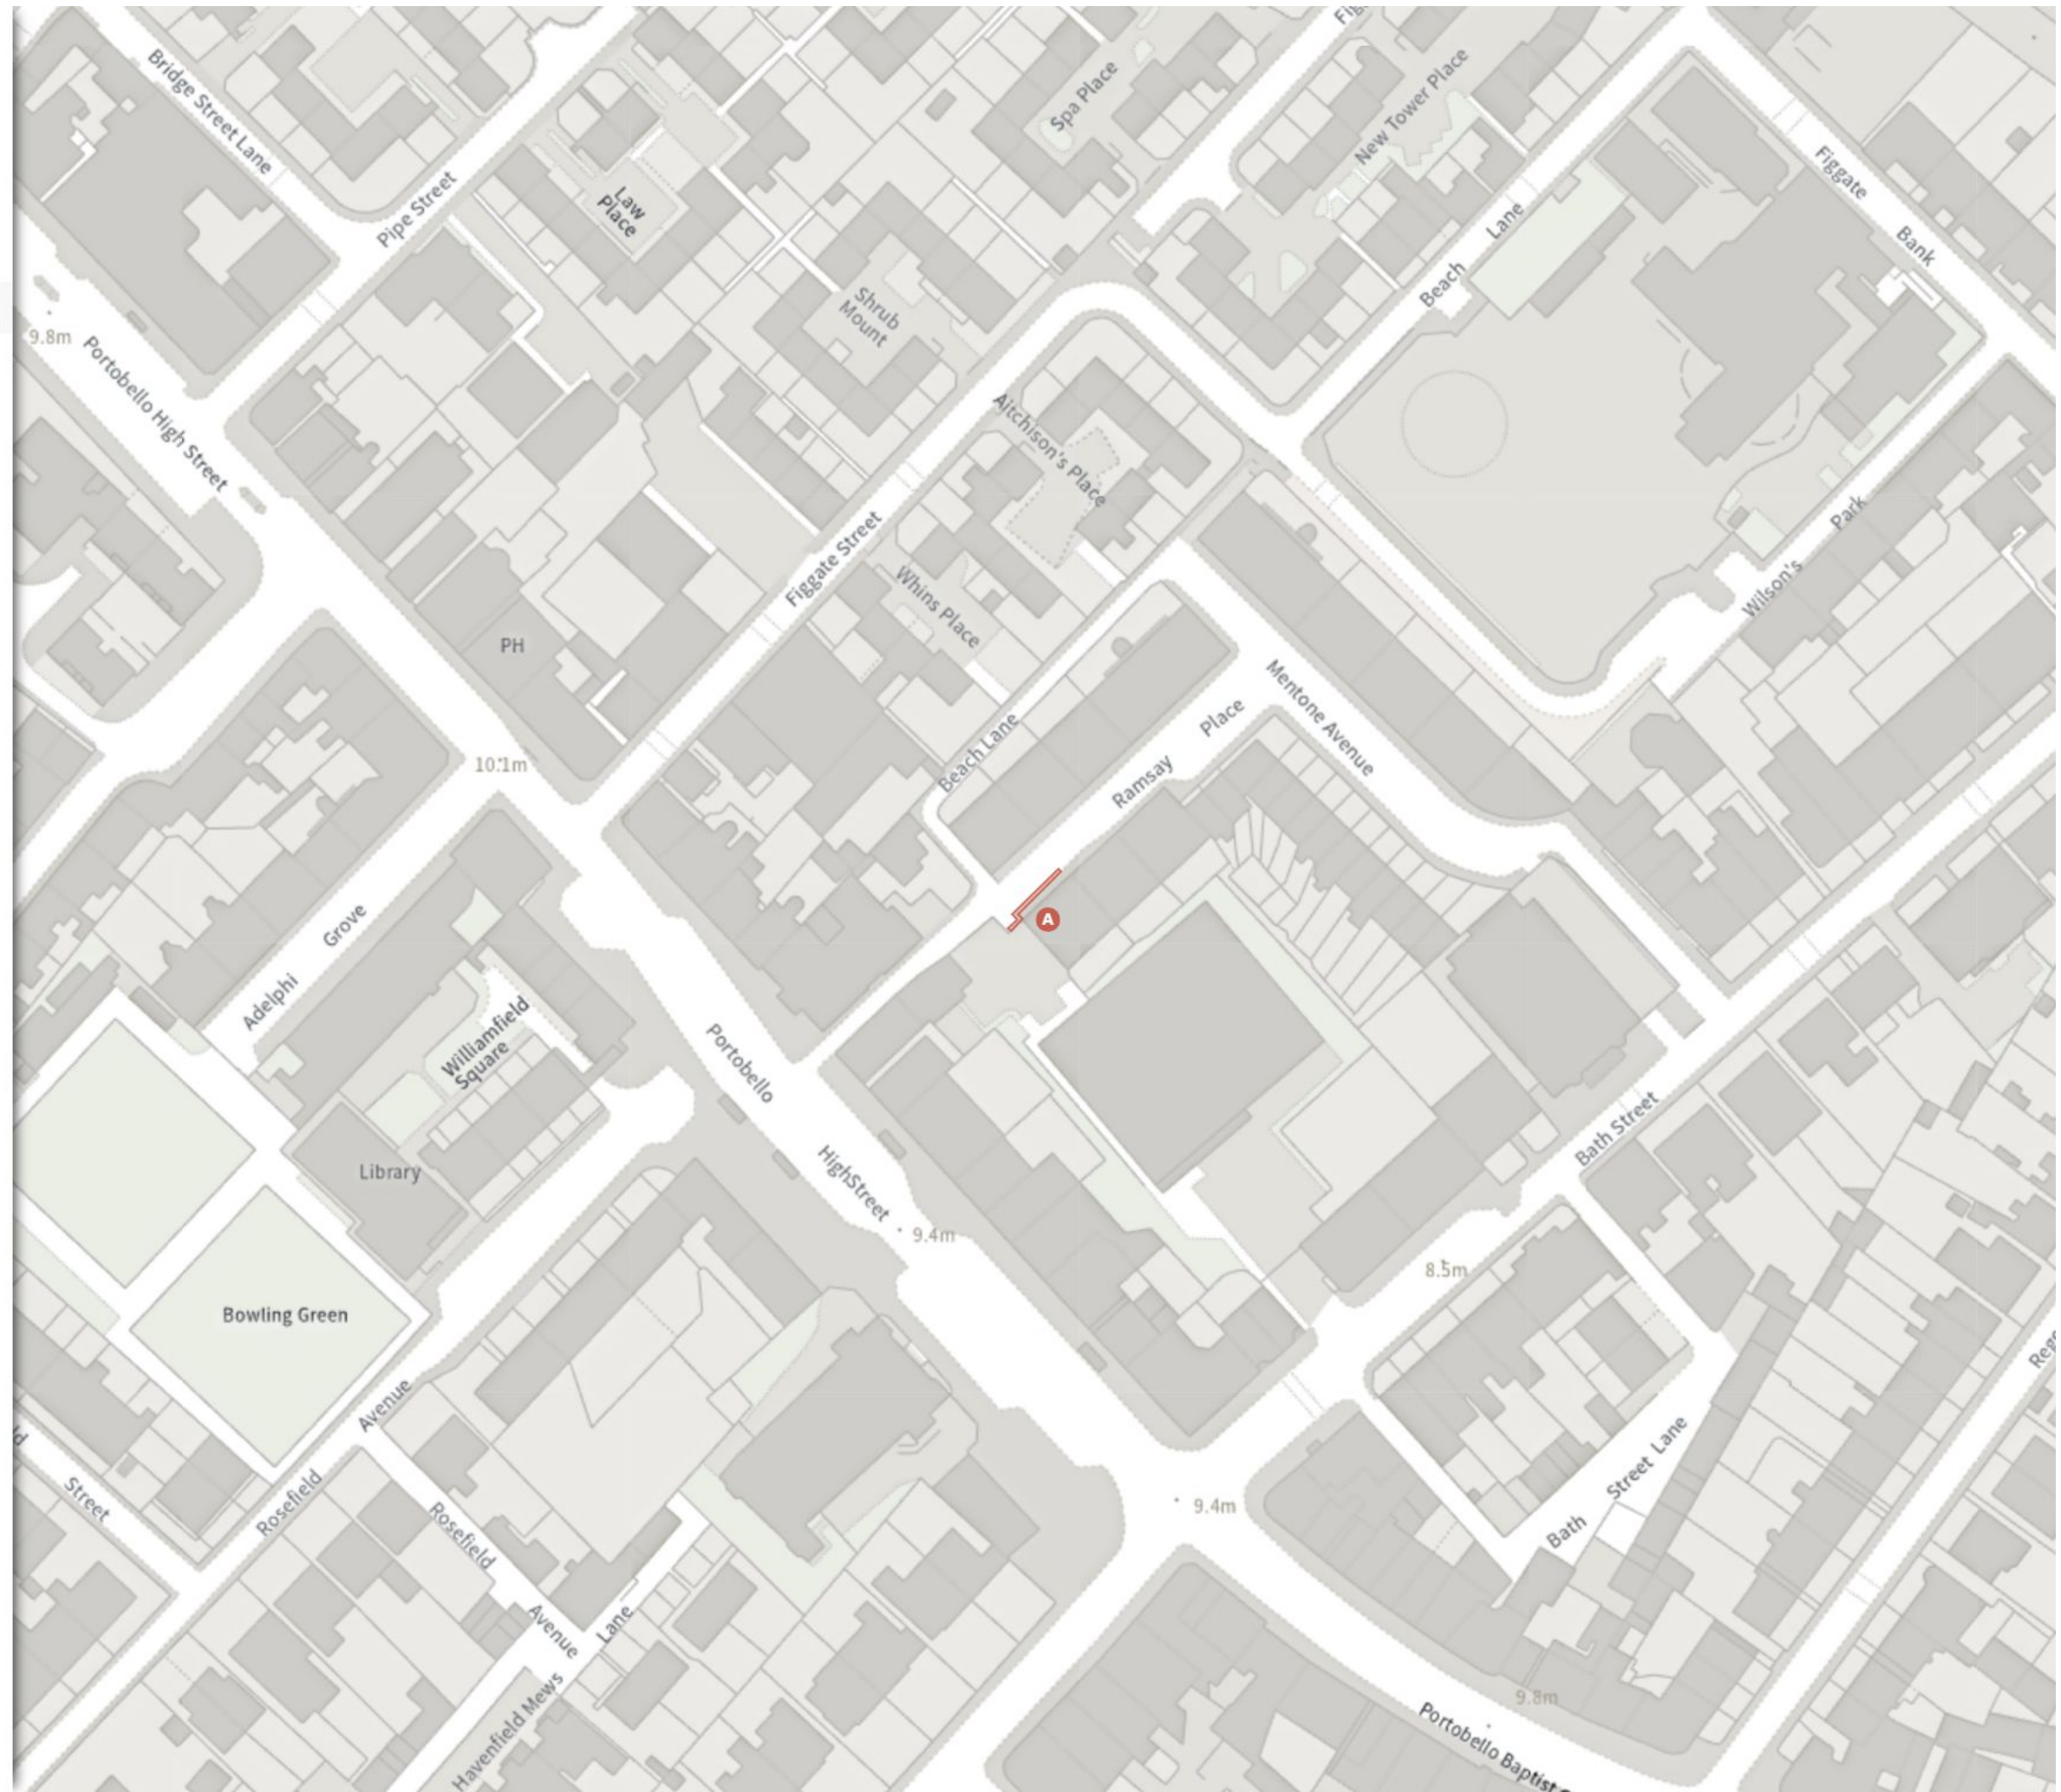 Bridge Street Lane
Pipe Street
Law
Place
Spa Place
New Tower Place
Figgate
Bank
Beach
Lane
Shrub
Mount
9.8m
Portobello High Street
Aitchison's Place
Figgate Street
Whins Place
Wilson's
Park
PH
10.1m
Beach Lane
Ramsay
Place
Mentone Avenue
A
Adelphi
Grove
Williamfield
Square
Portobello
HighStreet
9.4m
Library
Bath Street
8.5m
Bowling Green
Rosefield
Avenue
Street
Rosefield
Avenue
Lane
Havenfield Mews
9.4m
Bath
Street Lane
9.8m
Portobello Baptist